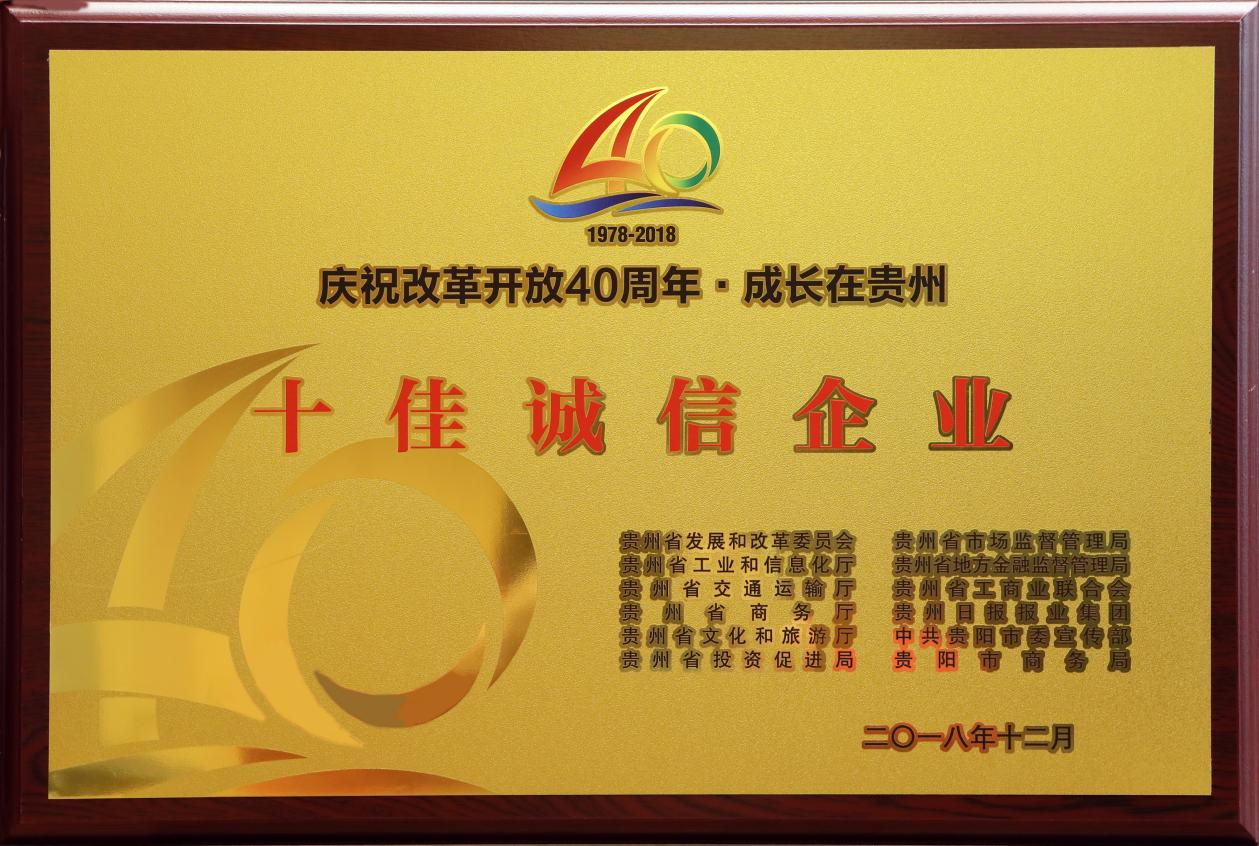 1978-2018
庆祝改革开放40周年·成长在贵州
十佳诚信企业
贵州省发展和改革委员会
贵州省工业和信息化厅
贵州省交通运输厅
贵州省商务厅
贵州省文化和旅游厅
贵州省投资促进局
贵州省市场监督管理局
贵州省地方金融监督管理局
贵州省工商业联合会
贵州日报报业集团
中共贵阳市委宣传部
贵阳市商务局
二〇一八年十二月